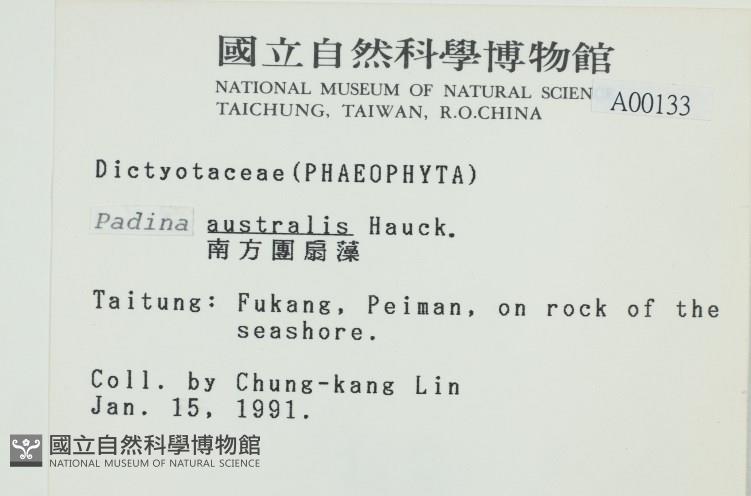 國立自然科學博物館
NATIONAL MUSEUM OF NATURAL SCIEN
A00133
TAICHUNG, TAIWAN, R.O.CHINA
Dictyotaceae(PHAEOPHYTA)
Padina australis Hauck.
南方團扇藻
Taitung: Fukang, Peiman, on rock of the
seashore.
Coll. by Chung-kang Lin
Jan. 15, 1991.
國立自然科學博物館
NATIONAL MUSEUM OF NATURAL SCIENCE